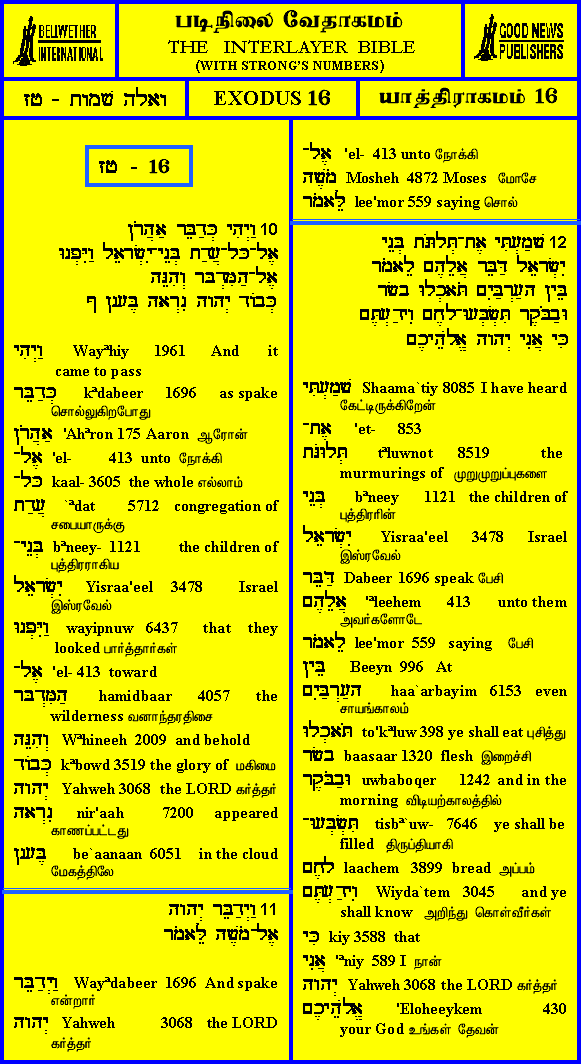 BELLWETHER
INTERNATIONAL
படிநிலை வேதாகமம்
THE INTERLAYER BIBLE
(WITH STRONG'S NUMBERS)
GOOD NEWS
PUBLISHERS
ואלה שמות - טז
EXODUS 16
யாத்திராகமம் 16
טז - 16
10 וַיְהִי כְּדַבֵּר אַהֲרֹן
אֶל־כָּל־עֲדַת בְּנֵי־יִשְׂרָאֵל וַיִּפְנוּ
אֶל־הַמִּדְבָּר וְהִנֵּה
כְּבוֹד יְהוָה נִרְאָה בֶּעָנָן ף
וַיְהִי Wayªhiy 1961 And it
came to pass
כְּדַבֵּר kªdabeer 1696 as spake
சொல்லுகிறபோது
אַהֲרֹן 'Ahªron 175 Aaron ஆரோன்
אֶל־ 'el- 413 unto நோக்கி
כָּל־ kaal- 3605 the whole எல்லாம்
עֲדַת `ªdat 5712 congregation of
சபையாருக்கு
בְּנֵי־ bªneey- 1121 the children of
புத்திரராகிய
יִשְׂרָאֵל Yisraa'eel 3478 Israel
இஸ்ரவேல்
וַיִּפְנוּ wayipnuw 6437 that they
looked பார்த்தார்கள்
אֶל־ 'el- 413 toward
הַמִּדְבָּר hamidbaar 4057 the
wilderness வனாந்தரதிசை
וְהִנֵּה Wªhineeh 2009 and behold
כְּבוֹד kªbowd 3519 the glory of மகிமை
יְהוָה Yahweh 3068 the LORD கர்த்தர்
נִרְאָה nir'aah 7200 appeared
காணப்பட்டது
בֶּעָנָן be`aanaan 6051 in the cloud
மேகத்திலே
11 וַיְדַבֵּר יְהוָה
אֶל־מֹשֶׁה לֵּאמֹר
וַיְדַבֵּר Wayªdabeer 1696 And spake
என்றார்
יְהוָה Yahweh 3068 the LORD
கர்த்தர்
אֶל־ 'el- 413 unto நோக்கி
מֹשֶׁה Mosheh 4872 Moses மோசே
לֵּאמֹר lee'mor 559 saying சொல்
12 שָׁמַעְתִּי אֶת־תְּלוּנֹּת בְּנֵי
יִשְׂרָאֵל דַּבֵּר אֲלֵהֶם לֵאמֹר
בֵּין הָעַרְבַּיִם תֹּאכְלוּ בָשָׂר
וּבַבֹּקֶר תִּשְׂבְּעוּ־לָחֶם וִידַעְתֶּם
כִּי אֲנִי יְהוָה אֱלֹהֵיכֶם
שָׁמַעְתִּי Shaama`tiy 8085 I have heard
கேட்டிருக்கிறேன்
אֶת־ 'et- 853
תְּלוּנֹּת tªluwnot 8519 the
murmurings of முறுமுறுப்புகளை
בְּנֵי bªneey 1121 the children of
புத்திரரின்
יִשְׂרָאֵל Yisraa'eel 3478 Israel
இஸ்ரவேல்
דַּבֵּר Dabeer 1696 speak பேசி
אֲלֵהֶם 'ªleehem 413 unto them
அவர்களோடே
לֵאמֹר lee'mor 559 saying பேசி
בֵּין Beeyn 996 At
הָעַרְבַּיִם haa`arbayim 6153 even
சாயங்காலம்
תֹּאכְלוּ to'kªluw 398 ye shall eat புசித்து
בָשָׂר baasaar 1320 flesh இறைச்சி
וּבַבֹּקֶר uwbaboqer 1242 and in the
morning விடியற்காலத்தில்
תִּשְׂבְּעוּ־ tisbª`uw- 7646 ye shall be
filled திருப்தியாகி
לָחֶם laachem 3899 bread அப்பம்
וִידַעְתֶּם Wiyda`tem 3045 and ye
shall know அறிந்து கொள்வீர்கள்
כִּי kiy 3588 that
אֲנִי 'ªniy 589 I நான்
יְהוָה Yahweh 3068 the LORD கர்த்தர்
אֱלֹהֵיכֶם 'Eloheeykem 430
your God உங்கள் தேவன்